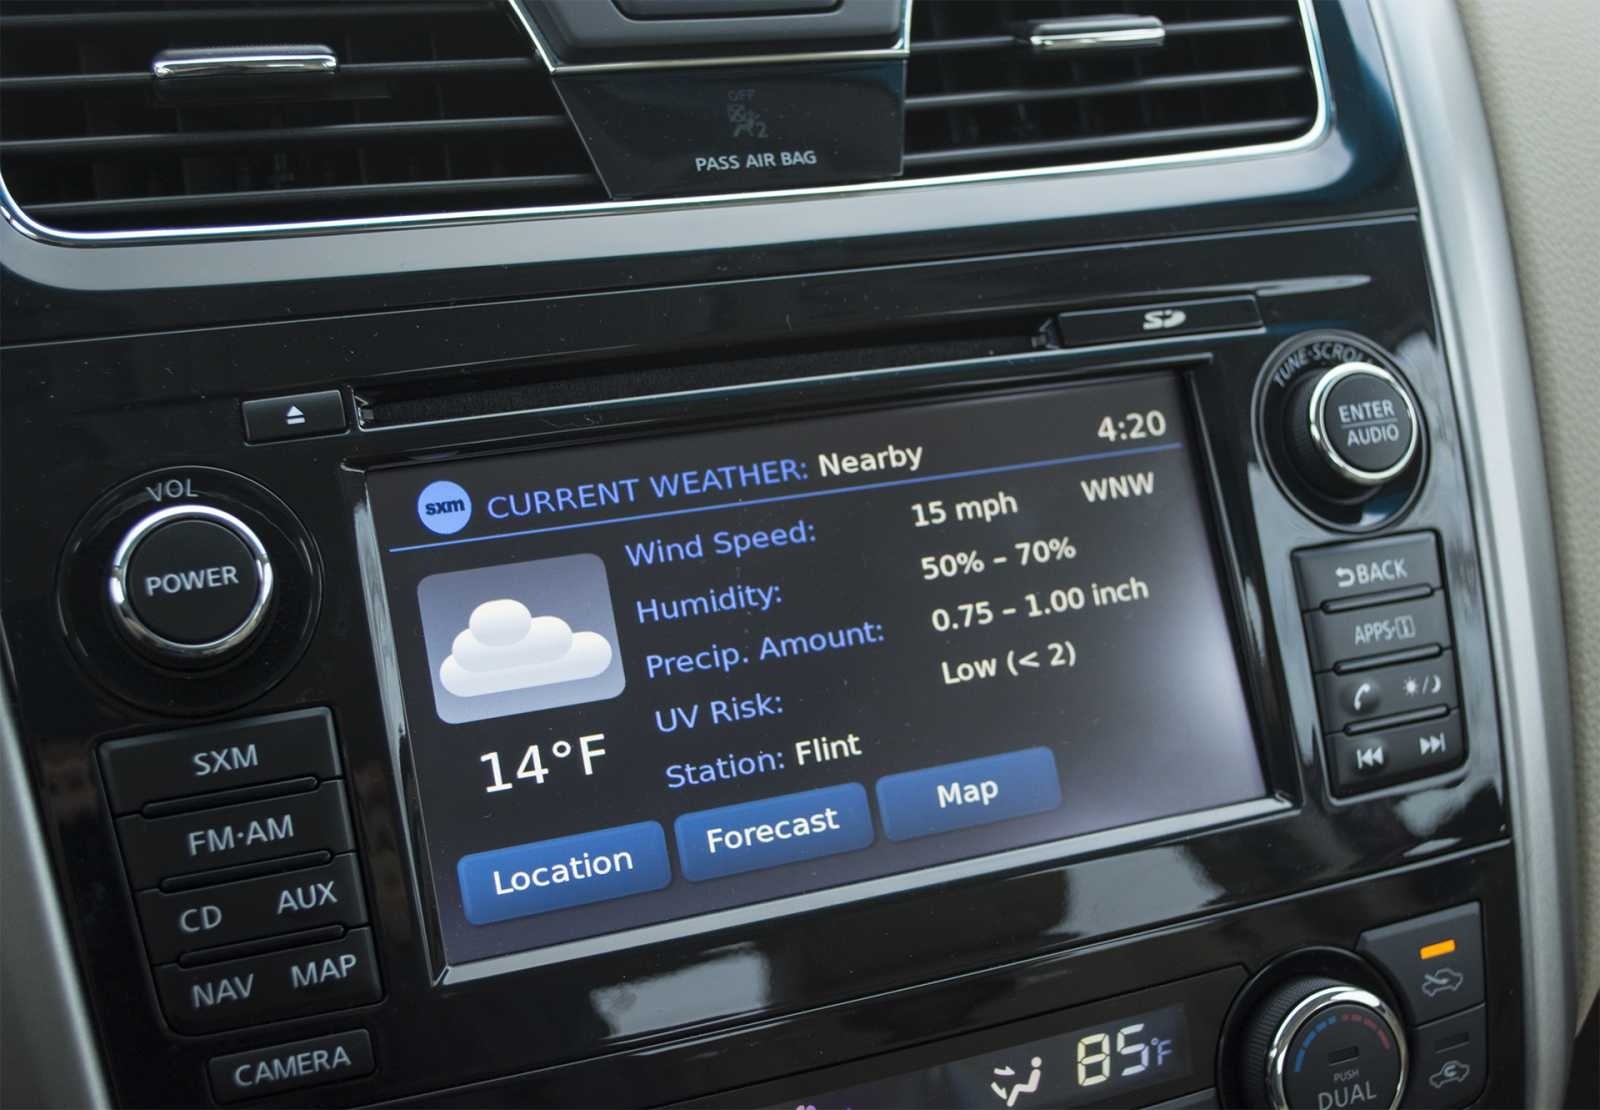 OFF
2
PASS AIR BAG
SD
TUNE·SCROLL
ENTER
AUDIO
VOL
POWER
sxm CURRENT WEATHER: Nearby 4:20
Wind Speed: 15 mph WNW
Humidity: 50% – 70%
Precip. Amount: 0.75 – 1.00 inch
UV Risk: Low (< 2)
Station: Flint
14°F
Location Forecast Map
BACK
APPS·i
SXM
FM·AM
CD AUX
NAV MAP
CAMERA
85°F
PUSH
DUAL